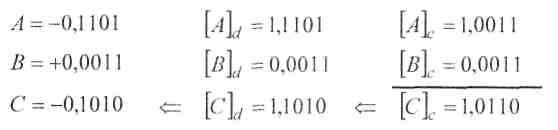 A = −0,1101 [A]d = 1,1101 [A]c = 1,0011
B = +0,0011 [B]d = 0,0011 [B]c = 0,0011
C = −0,1010 ⇐ [C]d = 1,1010 ⇐ [C]c = 1,0110